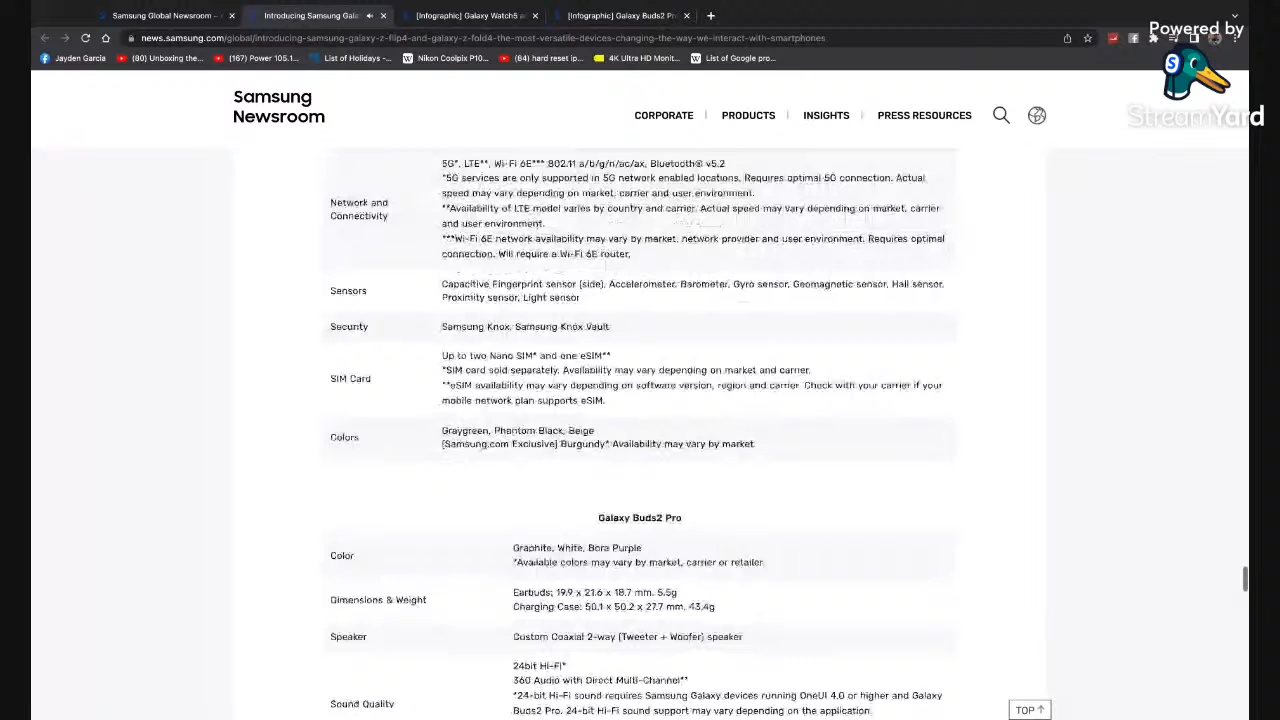 Samsung Global Newsroom –
Introducing Samsung Gala
[Infographic] Galaxy Watch5 a
[Infographic] Galaxy Buds2 Pro
news.samsung.com/global/introducing-samsung-galaxy-z-flip4-and-galaxy-z-fold4-the-most-versatile-devices-changing-the-way-we-interact-with-smartphones
Powered by
StreamYard
Jayden Garcia
(80) Unboxing the...
(167) Power 105.1...
List of Holidays -...
Nikon Coolpix P10...
(84) hard reset ip...
4K Ultra HD Monit...
List of Google pro...
Samsung
Newsroom
CORPORATE
PRODUCTS
INSIGHTS
PRESS RESOURCES
Network and
Connectivity
5G*, LTE**, Wi-Fi 6E*** 802.11 a/b/g/n/ac/ax, Bluetooth® v5.2
*5G services are only supported in 5G network enabled locations. Requires optimal 5G connection. Actual
speed may vary depending on market, carrier and user environment.
**Availability of LTE model varies by country and carrier. Actual speed may vary depending on market, carrier
and user environment.
***Wi-Fi 6E network availability may vary by market, network provider and user environment. Requires optimal
connection. Will require a Wi-Fi 6E router.
Sensors
Capacitive Fingerprint sensor (side), Accelerometer, Barometer, Gyro sensor, Geomagnetic sensor, Hall sensor,
Proximity sensor, Light sensor
Security
Samsung Knox, Samsung Knox Vault
SIM Card
Up to two Nano SIM* and one eSIM**
*SIM card sold separately. Availability may vary depending on market and carrier.
**eSIM availability may vary depending on software version, region and carrier. Check with your carrier if your
mobile network plan supports eSIM.
Colors
Graygreen, Phantom Black, Beige
[Samsung.com Exclusive] Burgundy* Availability may vary by market.
Galaxy Buds2 Pro
Color
Graphite, White, Bora Purple
*Available colors may vary by market, carrier or retailer.
Dimensions & Weight
Earbuds: 19.9 x 21.6 x 18.7 mm, 5.5g
Charging Case: 50.1 x 50.2 x 27.7 mm, 43.4g
Speaker
Custom Coaxial 2-way (Tweeter + Woofer) speaker
Sound Quality
24bit Hi-Fi*
360 Audio with Direct Multi-Channel**
*24-bit Hi-Fi sound requires Samsung Galaxy devices running OneUI 4.0 or higher and Galaxy
Buds2 Pro. 24-bit Hi-Fi sound support may vary depending on the application.
TOP